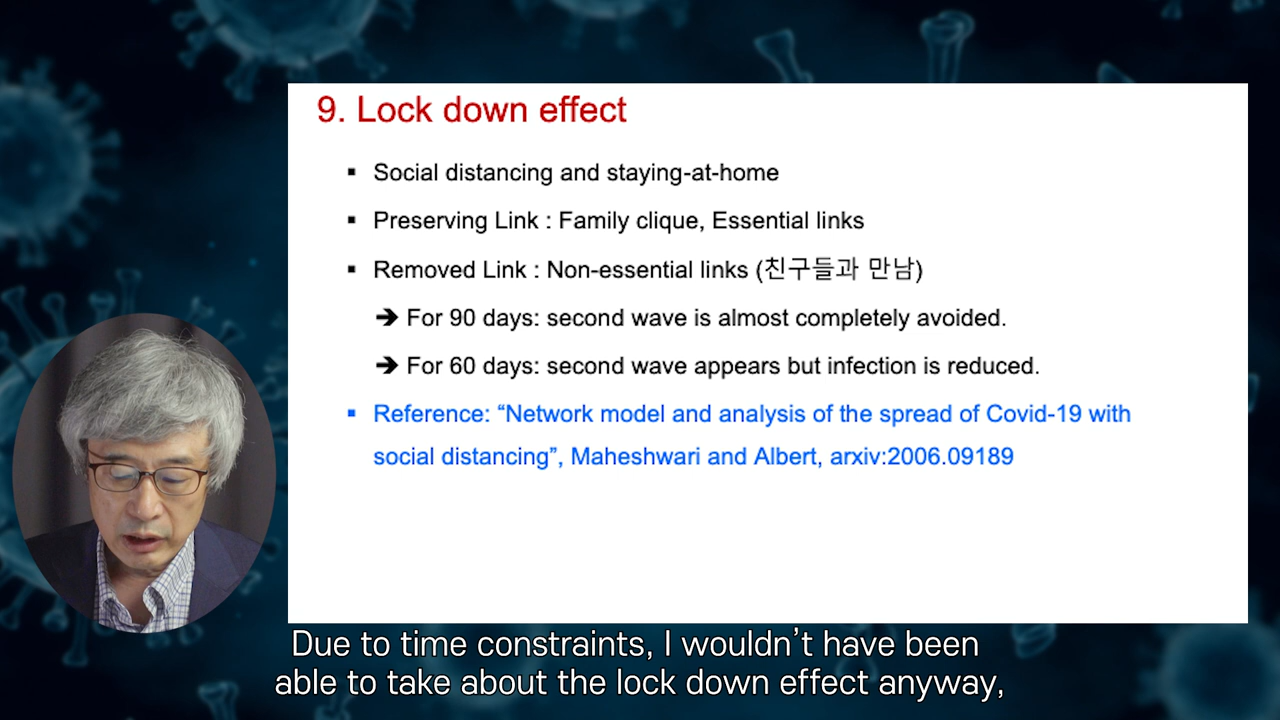 9. Lock down effect
▪ Social distancing and staying-at-home
▪ Preserving Link : Family clique, Essential links
▪ Removed Link : Non-essential links (친구들과 만남)
➔ For 90 days: second wave is almost completely avoided.
➔ For 60 days: second wave appears but infection is reduced.
▪ Reference: “Network model and analysis of the spread of Covid-19 with
social distancing”, Maheshwari and Albert, arxiv:2006.09189
Due to time constraints, I wouldn’t have been
able to take about the lock down effect anyway,